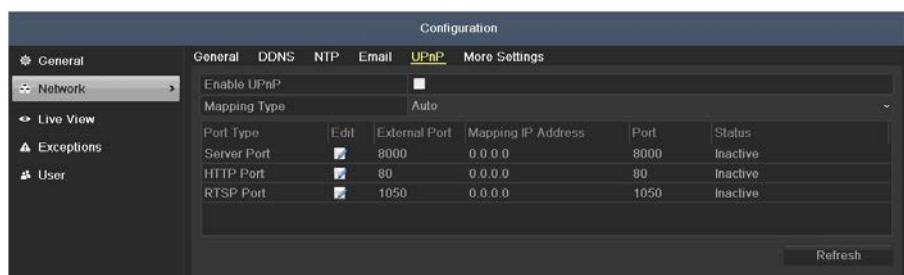 Configuration
General
Network
Live View
Exceptions
User
General DDNS NTP Email UPnP More Settings
Enable UPnP
Mapping Type Auto
Port Type Edit External Port Mapping IP Address Port Status
Server Port 8000 0.0.0.0 8000 Inactive
HTTP Port 80 0.0.0.0 80 Inactive
RTSP Port 1050 0.0.0.0 1050 Inactive
Refresh